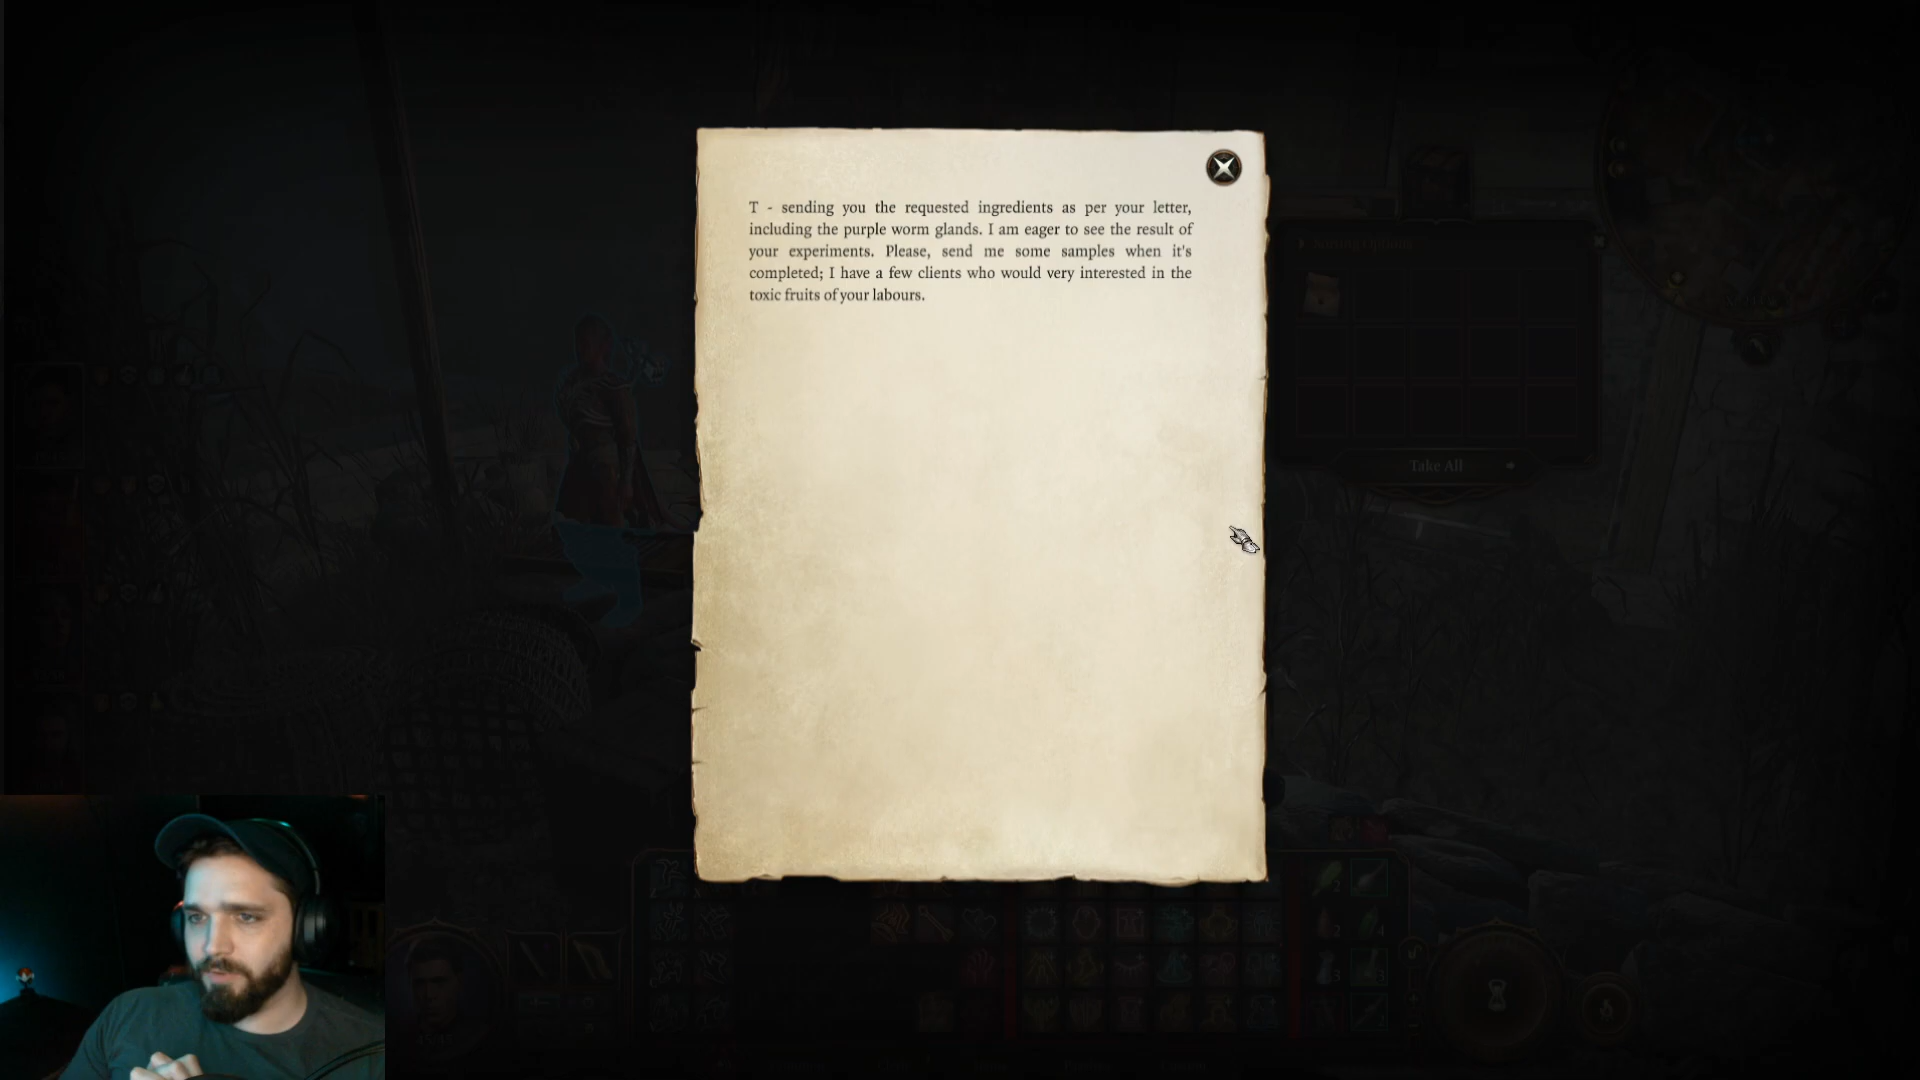 T - sending you the requested ingredients as per your letter,
including the purple worm glands. I am eager to see the result of
your experiments. Please, send me some samples when it's
completed; I have a few clients who would very interested in the
toxic fruits of your labours.
Sorting Options
Take All